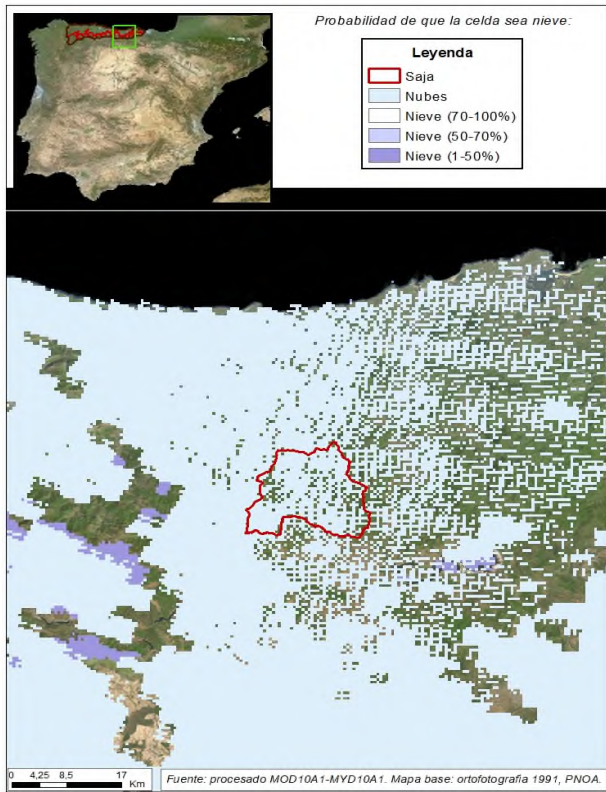 Probabilidad de que la celda sea nieve:
Leyenda
Saja
Nubes
Nieve (70-100%)
Nieve (50-70%)
Nieve (1-50%)
0 4,25 8,5 17
Km
Fuente: procesado MOD10A1-MYD10A1. Mapa base: ortofotografia 1991, PNOA.